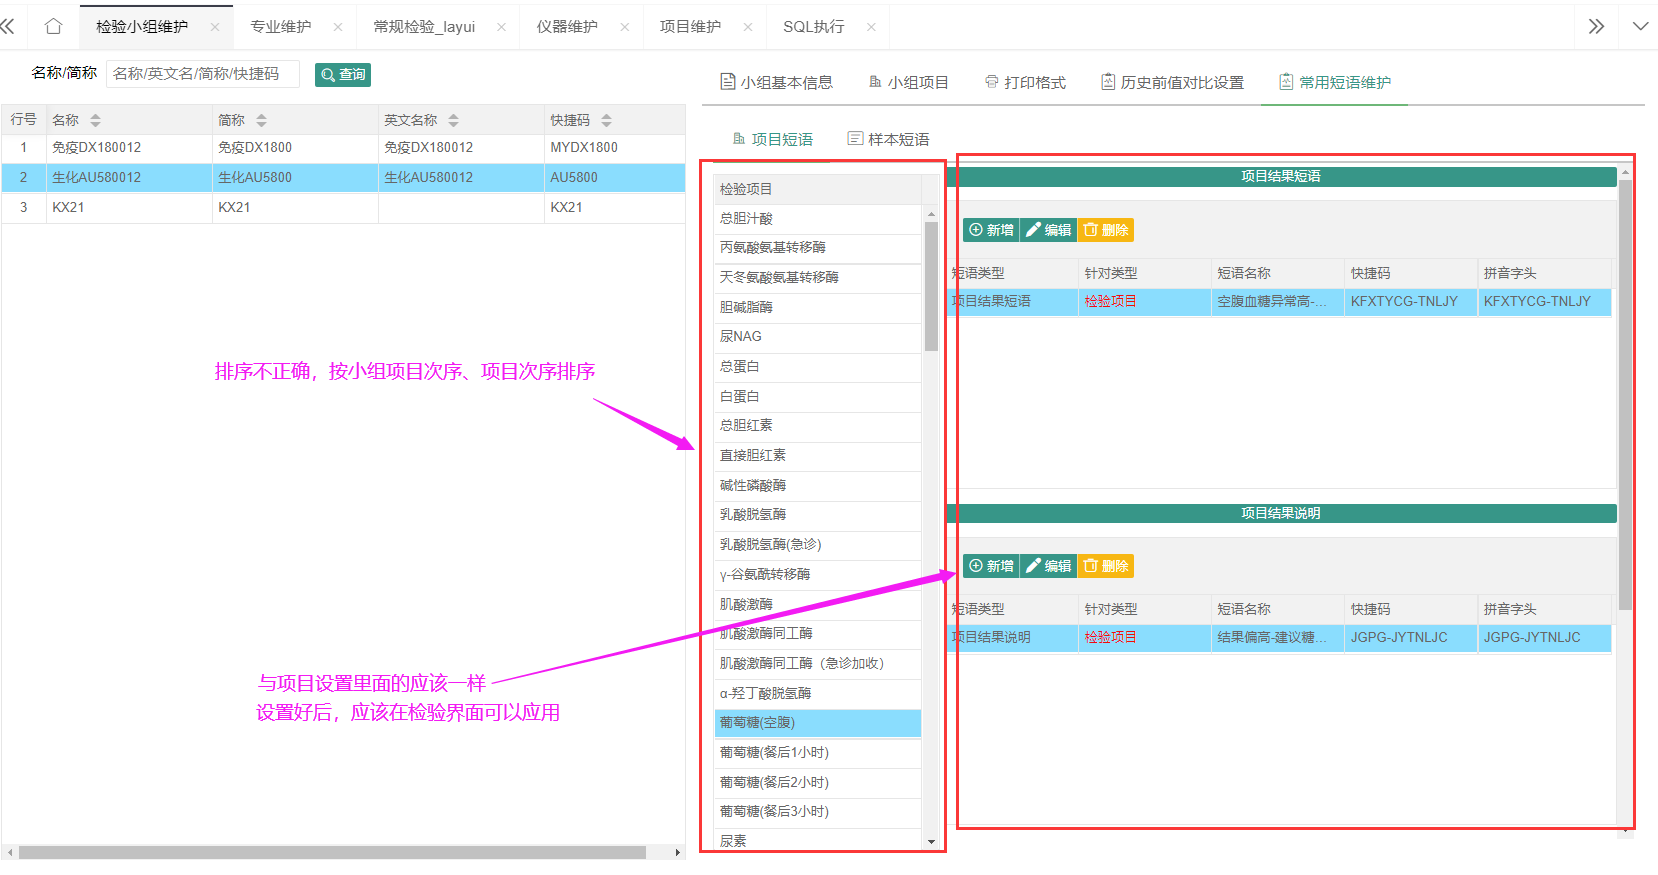 检验小组维护 专业维护 常规检验_layui 仪器维护 项目维护 SQL执行
名称/简称 名称/英文名/简称/快捷码 查询
小组基本信息 小组项目 打印格式 历史前值对比设置 常用短语维护
行号 名称 简称 英文名称 快捷码
1 免疫DX180012 免疫DX1800 免疫DX180012 MYDX1800
2 生化AU580012 生化AU5800 生化AU580012 AU5800
3 KX21 KX21 KX21
项目短语 样本短语
检验项目
总胆汁酸
丙氨酸氨基转移酶
天冬氨酸氨基转移酶
胆碱脂酶
尿NAG
总蛋白
白蛋白
总胆红素
直接胆红素
碱性磷酸酶
乳酸脱氢酶
乳酸脱氢酶(急诊)
γ-谷氨酰转移酶
肌酸激酶
肌酸激酶同工酶
肌酸激酶同工酶（急诊加收）
α-羟丁酸脱氢酶
葡萄糖(空腹)
葡萄糖(餐后1小时)
葡萄糖(餐后2小时)
葡萄糖(餐后3小时)
尿素
项目结果短语
新增 编辑 删除
短语类型 针对类型 短语名称 快捷码 拼音字头
项目结果短语 检验项目 空腹血糖异常高-... KFXTYCG-TNLJY KFXTYCG-TNLJY
项目结果说明
新增 编辑 删除
短语类型 针对类型 短语名称 快捷码 拼音字头
项目结果说明 检验项目 结果偏高-建议糖... JGPG-JYTNLJC JGPG-JYTNLJC
排序不正确，按小组项目次序、项目次序排序
与项目设置里面的应该一样
设置好后，应该在检验界面可以应用